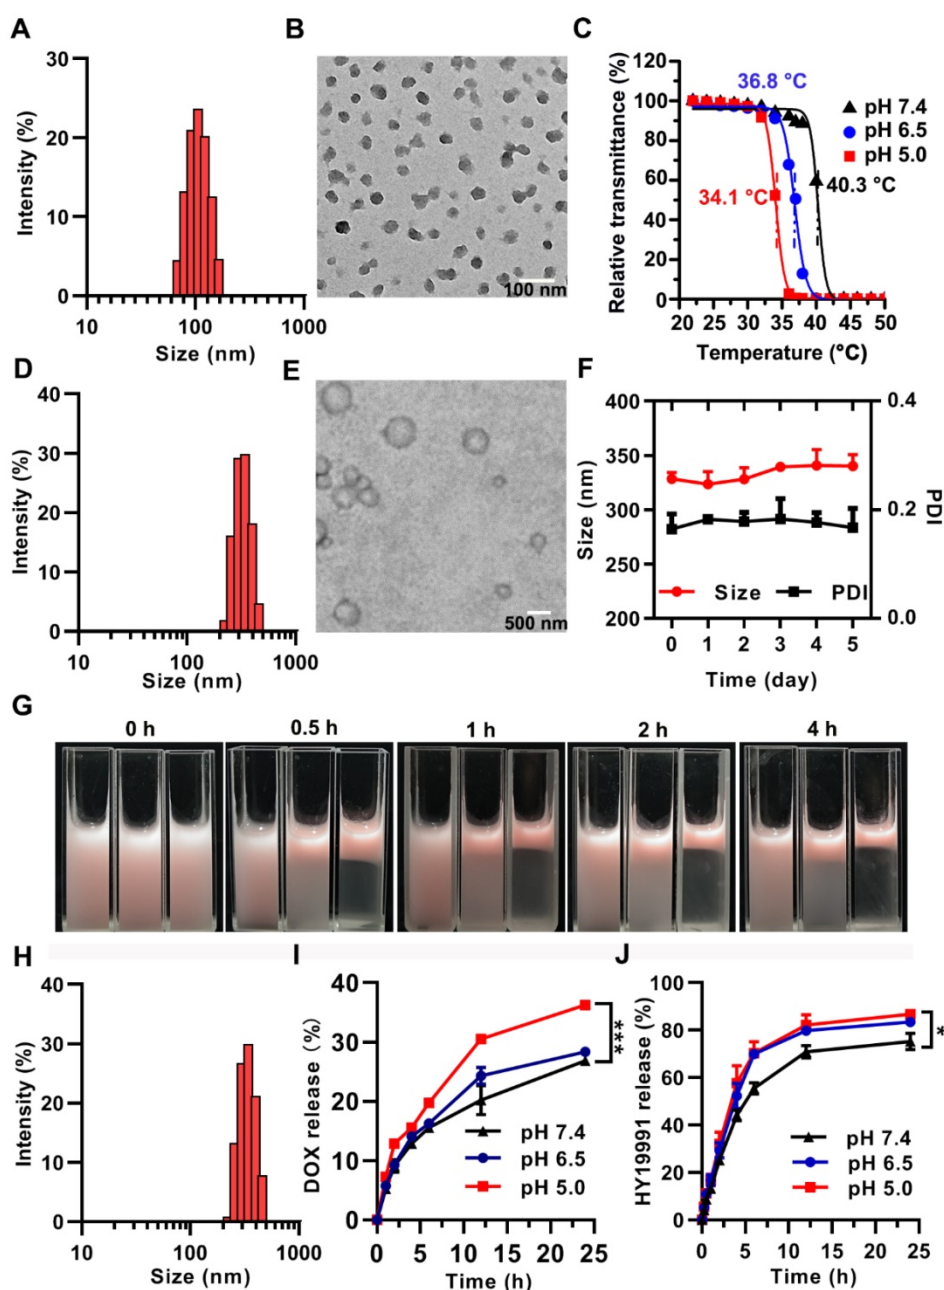 A
Intensity (%)
30
20
10
0
10
100
1000
Size (nm)
B
100 nm
C
Relative transmittance (%)
120
100
80
60
40
20
0
36.8 °C
34.1 °C
40.3 °C
pH 7.4
pH 6.5
pH 5.0
20 25 30 35 40 45 50
Temperature (°C)
D
Intensity (%)
40
30
20
10
0
10
100
1000
Size (nm)
E
500 nm
F
Size (nm)
400
350
300
250
200
0.4
0.2
0.0
PDI
Size
PDI
0 1 2 3 4 5
Time (day)
G
0 h
0.5 h
1 h
2 h
4 h
H
Intensity (%)
40
30
20
10
0
10
100
1000
Size (nm)
I
DOX release (%)
40
30
20
10
0
***
pH 7.4
pH 6.5
pH 5.0
0 5 10 15 20 25
Time (h)
J
HY19991 release (%)
100
80
60
40
20
0
*
pH 7.4
pH 6.5
pH 5.0
0 5 10 15 20 25
Time (h)